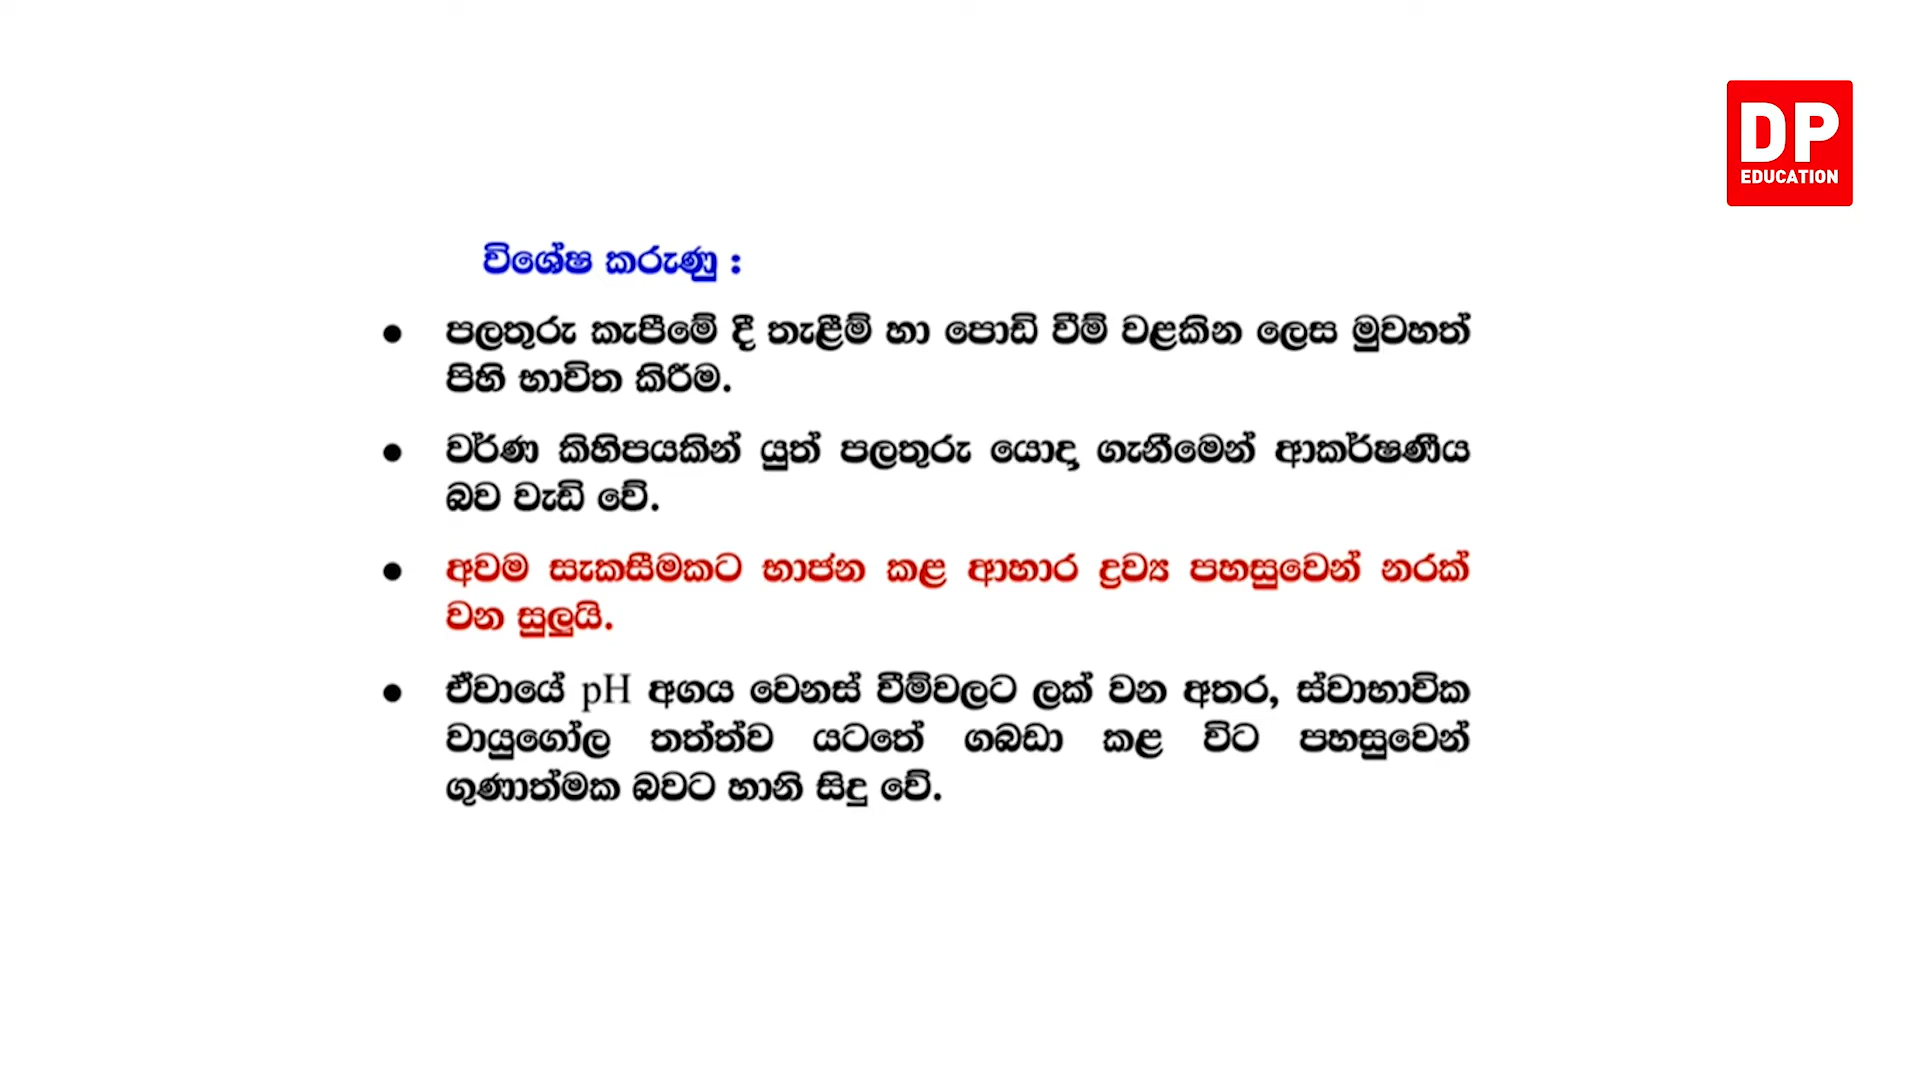 DP
EDUCATION
විශේෂ කරුණු :
● පලතුරු කැපීමේ දී තැළීම් හා පොඩි වීම් වළකින ලෙස මුවහත්
පිහි භාවිත කිරීම.
● වර්ණ කිහිපයකින් යුත් පලතුරු යොදා ගැනීමෙන් ආකර්ෂණීය
බව වැඩි වේ.
● අවම සැකසීමකට භාජන කළ ආහාර ද්‍රව්‍ය පහසුවෙන් නරක්
වන සුලුයි.
● ඒවායේ pH අගය වෙනස් වීම්වලට ලක් වන අතර, ස්වාභාවික
වායුගෝල තත්ත්ව යටතේ ගබඩා කළ විට පහසුවෙන්
ගුණාත්මක බවට හානි සිදු වේ.